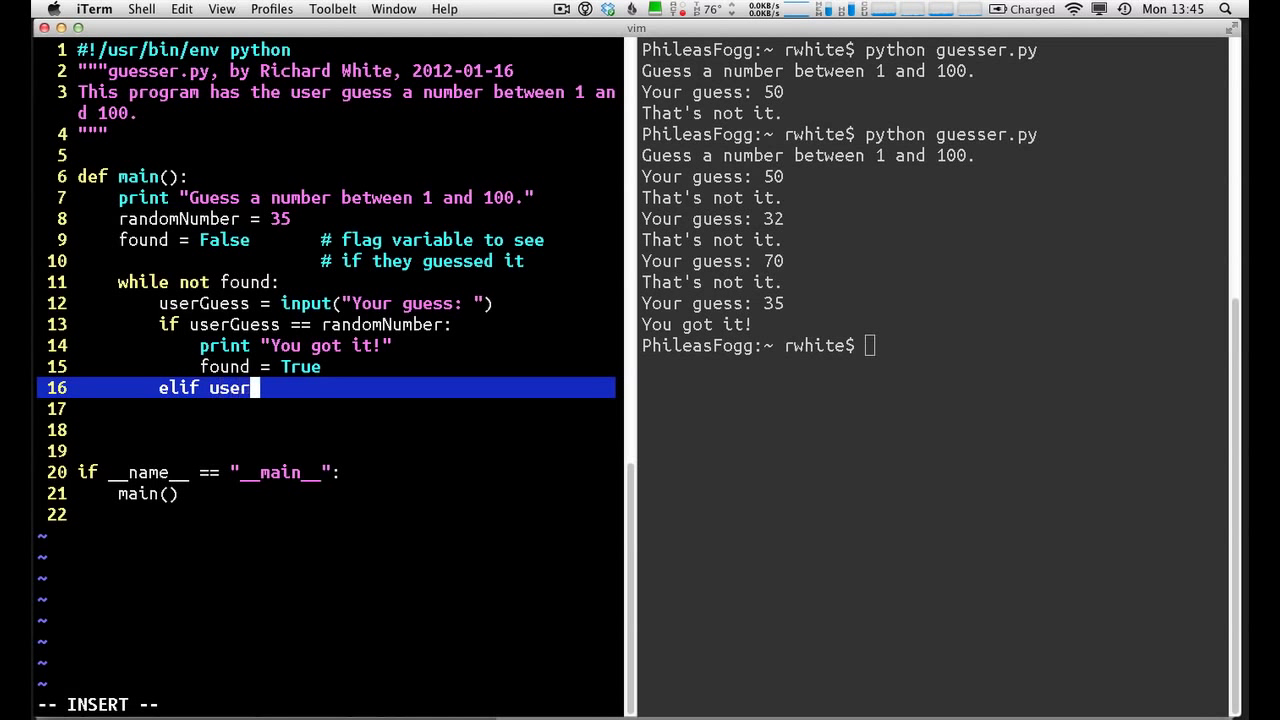 iTerm Shell Edit View Profiles Toolbelt Window Help 76° 0.0KB/s 0.0KB/s Charged Mon 13:45
vim
1 #!/usr/bin/env python
2 """guesser.py, by Richard White, 2012-01-16
3 This program has the user guess a number between 1 an
d 100.
4 """
5
6 def main():
7 print "Guess a number between 1 and 100."
8 randomNumber = 35
9 found = False # flag variable to see
10 # if they guessed it
11 while not found:
12 userGuess = input("Your guess: ")
13 if userGuess == randomNumber:
14 print "You got it!"
15 found = True
16 elif user
17
18
19
20 if __name__ == "__main__":
21 main()
22
~
~
~
~
~
~
~
~
-- INSERT --
PhileasFogg:~ rwhite$ python guesser.py
Guess a number between 1 and 100.
Your guess: 50
That's not it.
PhileasFogg:~ rwhite$ python guesser.py
Guess a number between 1 and 100.
Your guess: 50
That's not it.
Your guess: 32
That's not it.
Your guess: 70
That's not it.
Your guess: 35
You got it!
PhileasFogg:~ rwhite$